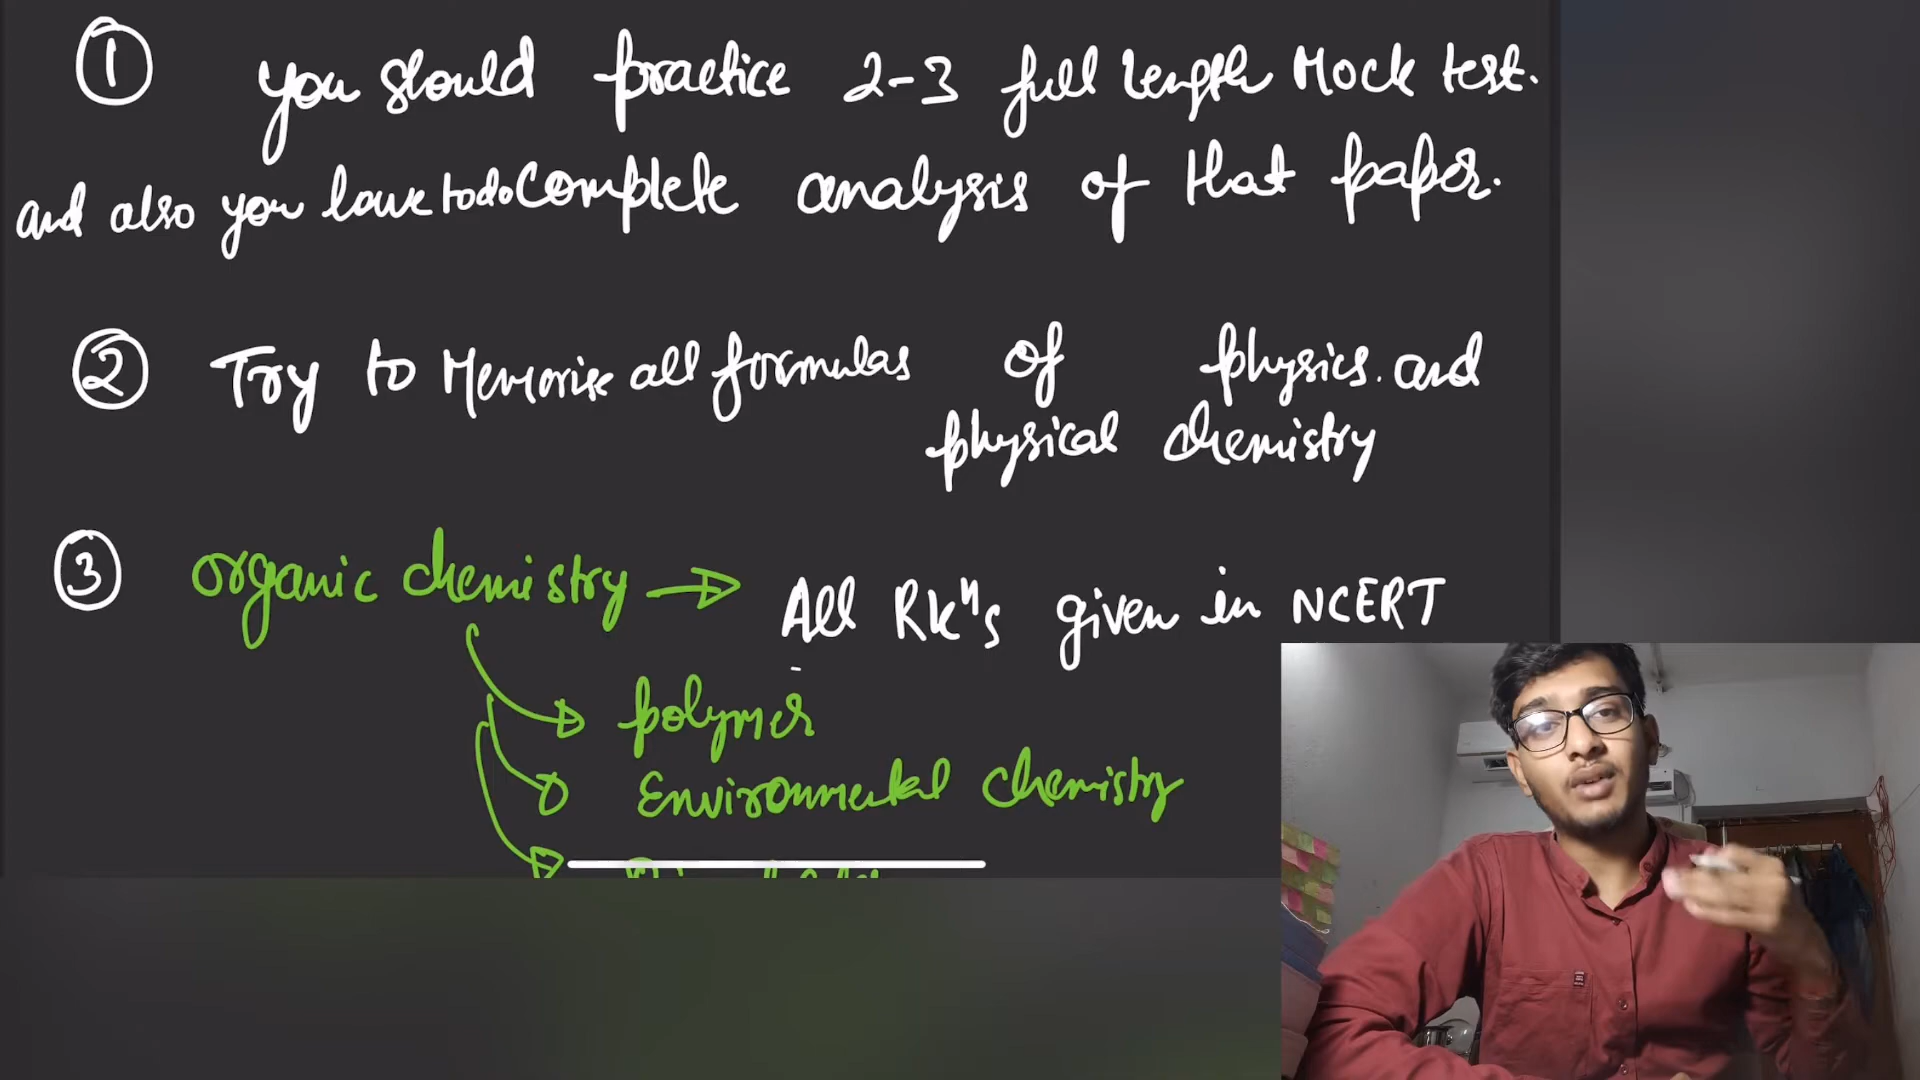 1 You should practice 2-3 full length Mock test.
and also you have to do complete analysis of that paper.
2 Try to Memorise all formulas of physics. and
physical chemistry
3 organic chemistry → All Rxⁿs given in NCERT
polymer
Environmental chemistry